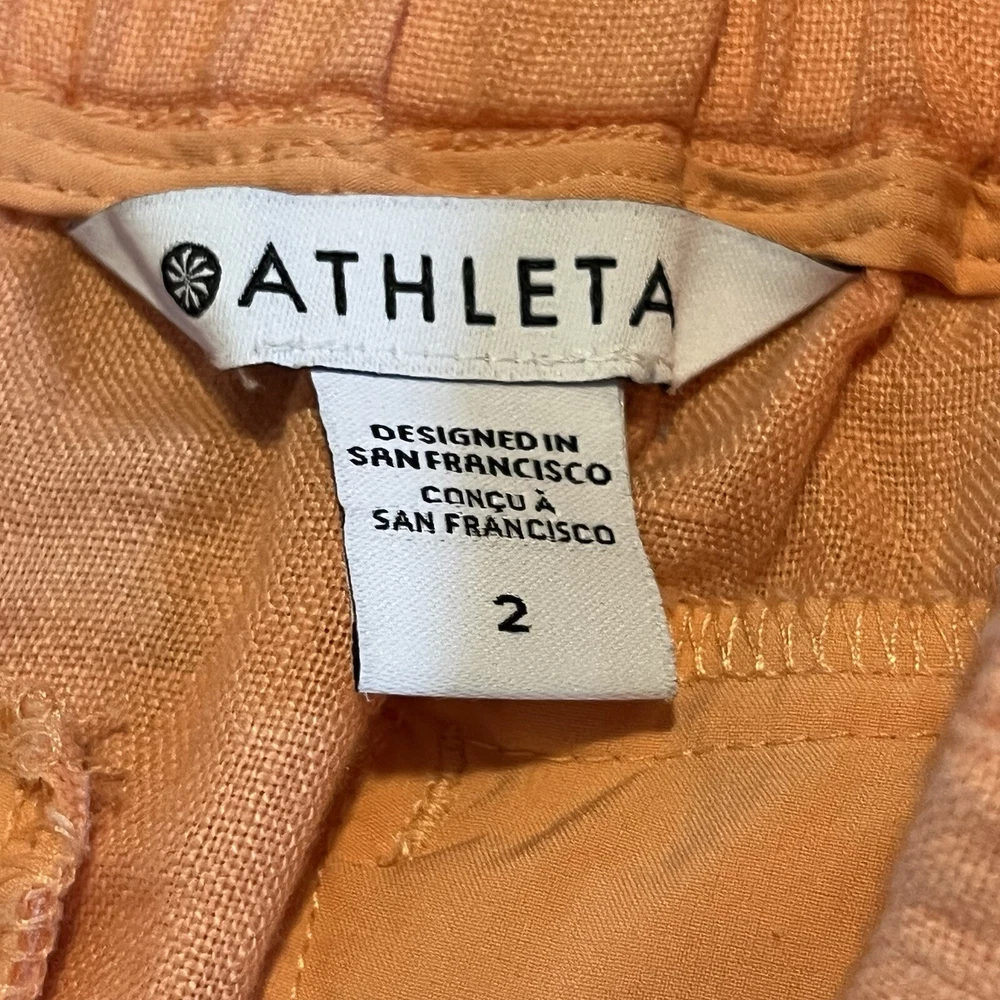 ATHLETA
DESIGNED IN
SAN FRANCISCO
CONÇU À
SAN FRANCISCO
2